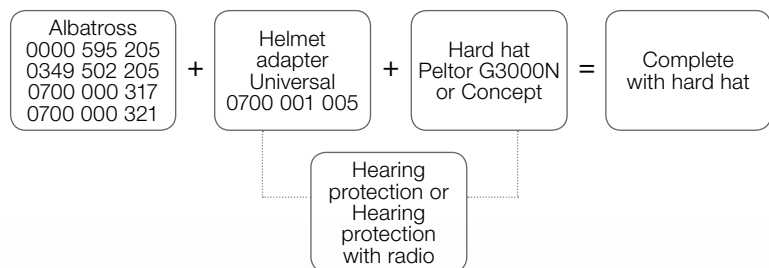 Albatross
0000 595 205
0349 502 205
0700 000 317
0700 000 321
+
Helmet
adapter
Universal
0700 001 005
+
Hard hat
Peltor G3000N
or Concept
=
Complete
with hard hat
Hearing
protection or
Hearing
protection
with radio